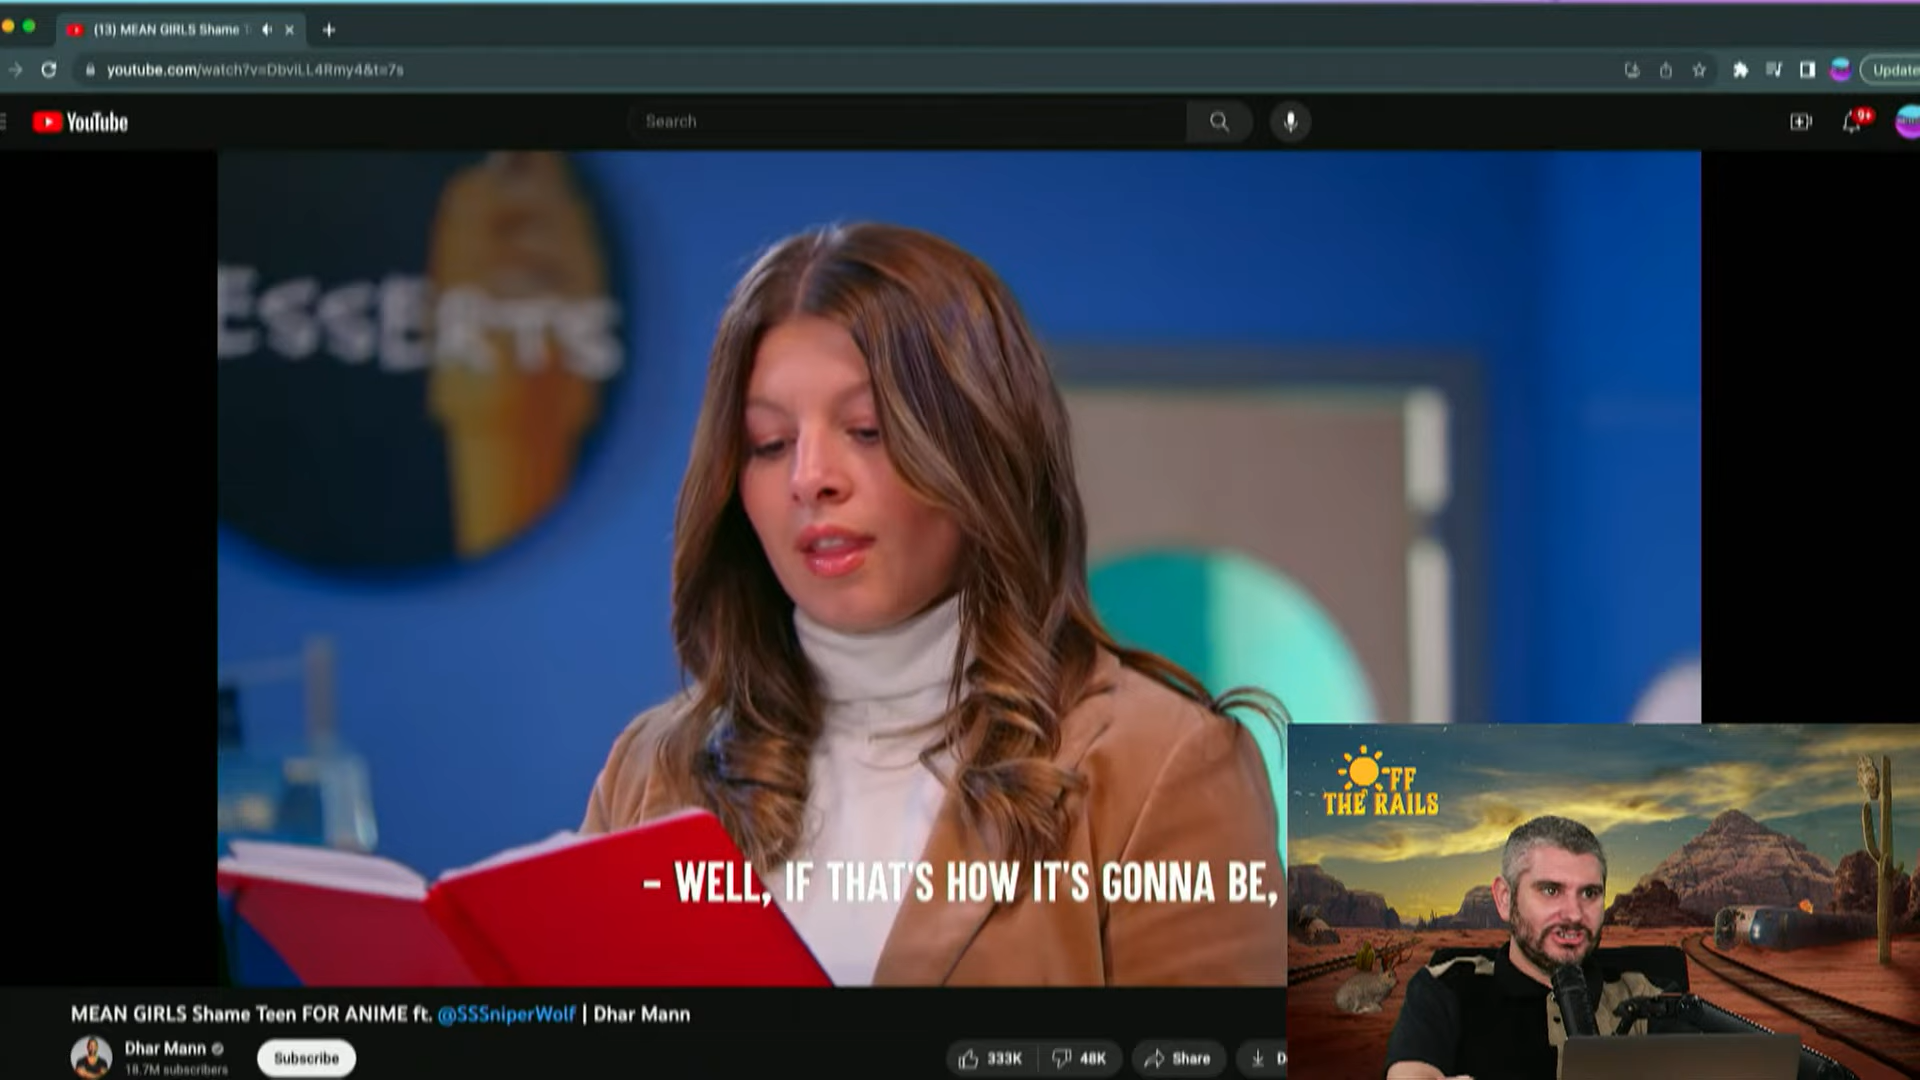 (13) MEAN GIRLS Shame T
youtube.com/watch?v=DbviLL4Rmy4&t=7s
Update
YouTube
Search
9+
ESSERTS
- WELL, IF THAT'S HOW IT'S GONNA BE,
OFF
THE RAILS
MEAN GIRLS Shame Teen FOR ANIME ft. @SSSniperWolf | Dhar Mann
Dhar Mann
18.7M subscribers
Subscribe
333K
48K
Share
D